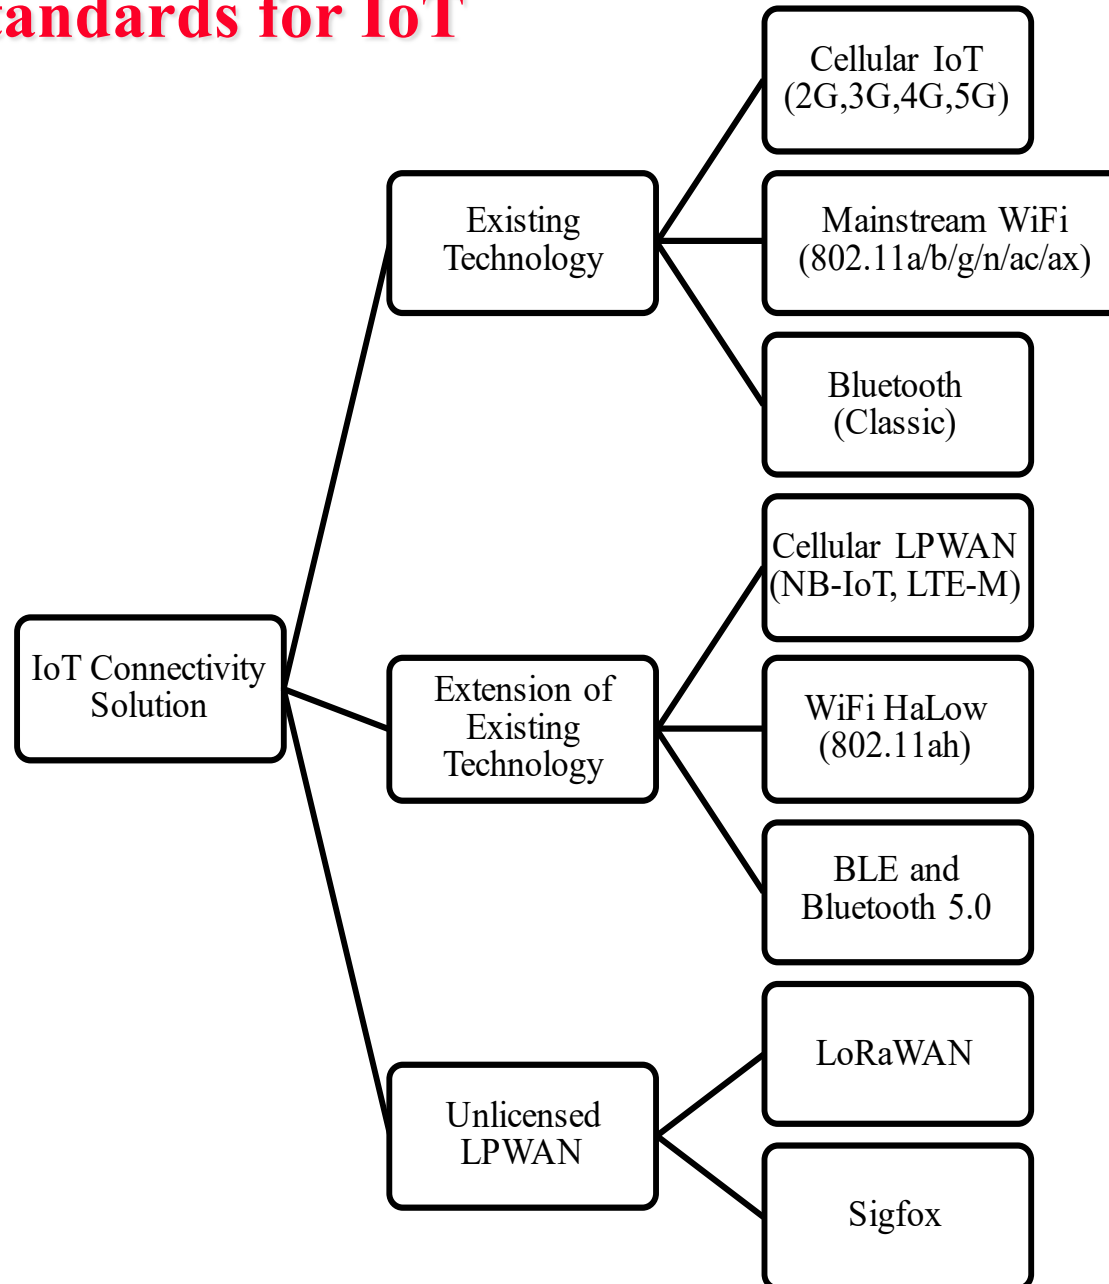 tandards for IoT
Cellular IoT
(2G,3G,4G,5G)
Existing
Technology
Mainstream WiFi
(802.11a/b/g/n/ac/ax)
Bluetooth
(Classic)
Cellular LPWAN
(NB-IoT, LTE-M)
IoT Connectivity
Solution
Extension of
Existing
Technology
WiFi HaLow
(802.11ah)
BLE and
Bluetooth 5.0
LoRaWAN
Unlicensed
LPWAN
Sigfox